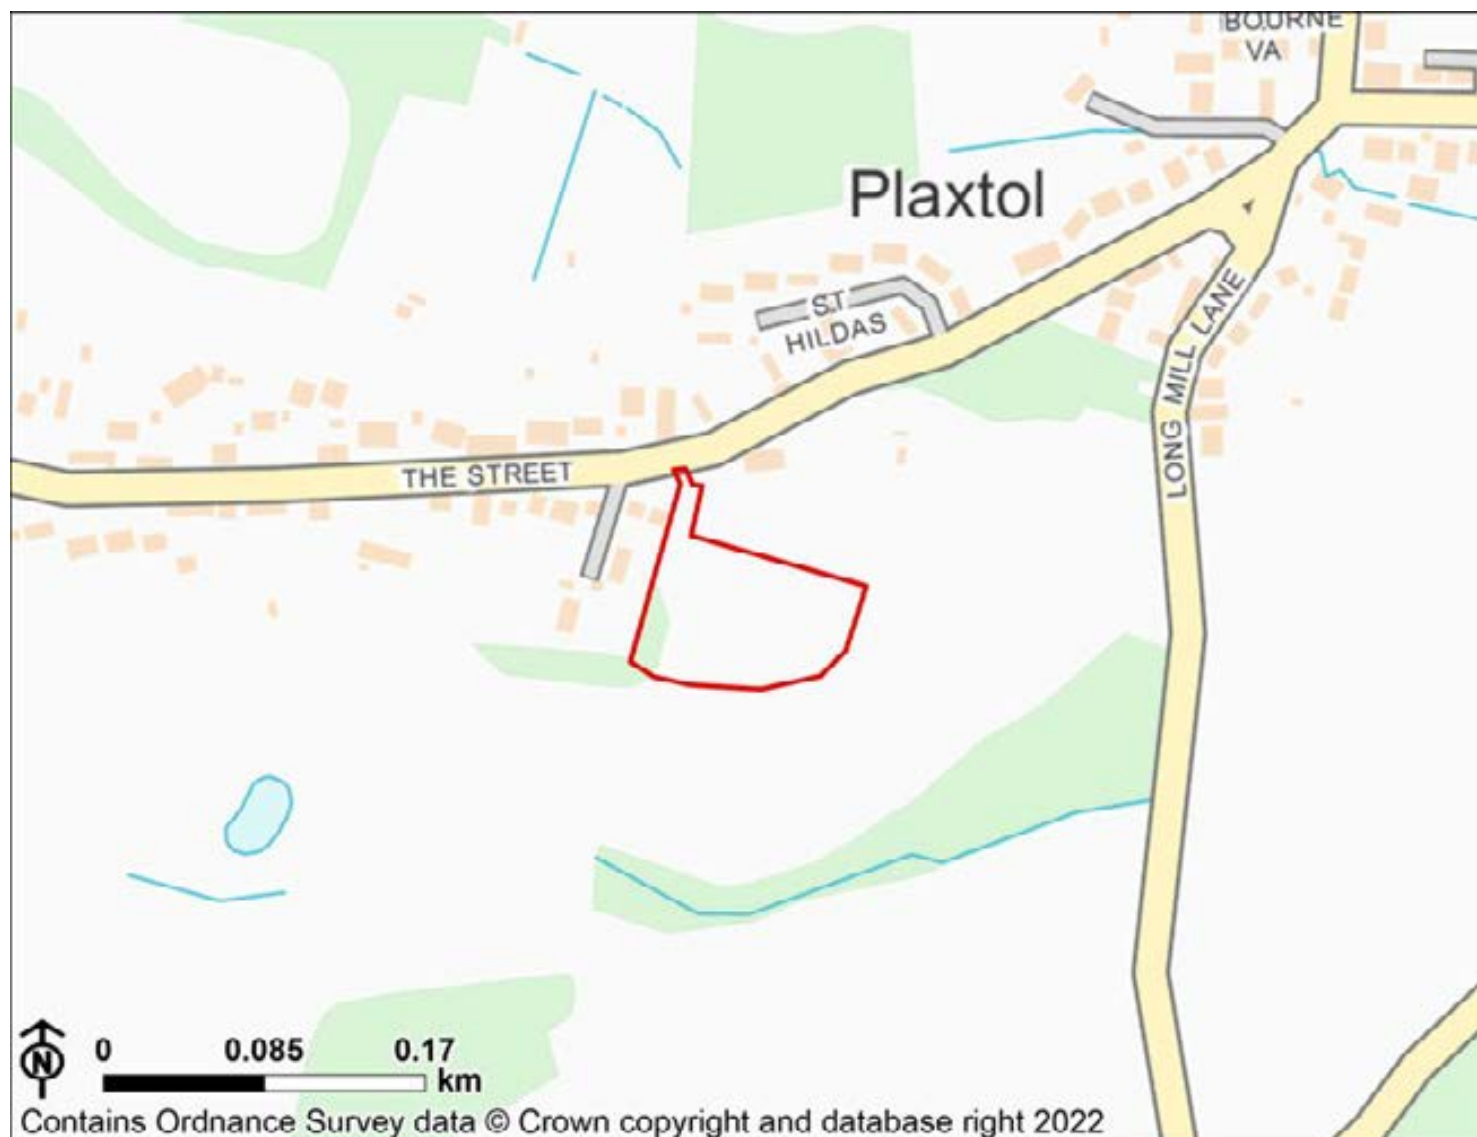 BOURNE
VA
Plaxtol
ST
HILDAS
LONG MILL LANE
THE STREET
N
0 0.085 0.17
km
Contains Ordnance Survey data © Crown copyright and database right 2022